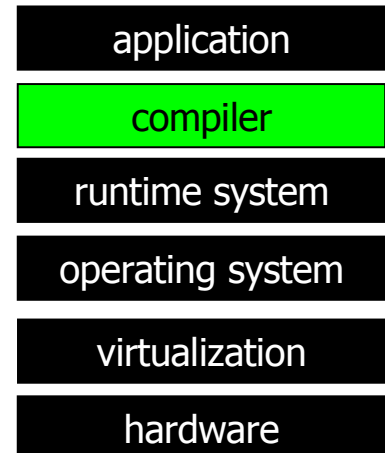 application
compiler
runtime system
operating system
virtualization
hardware